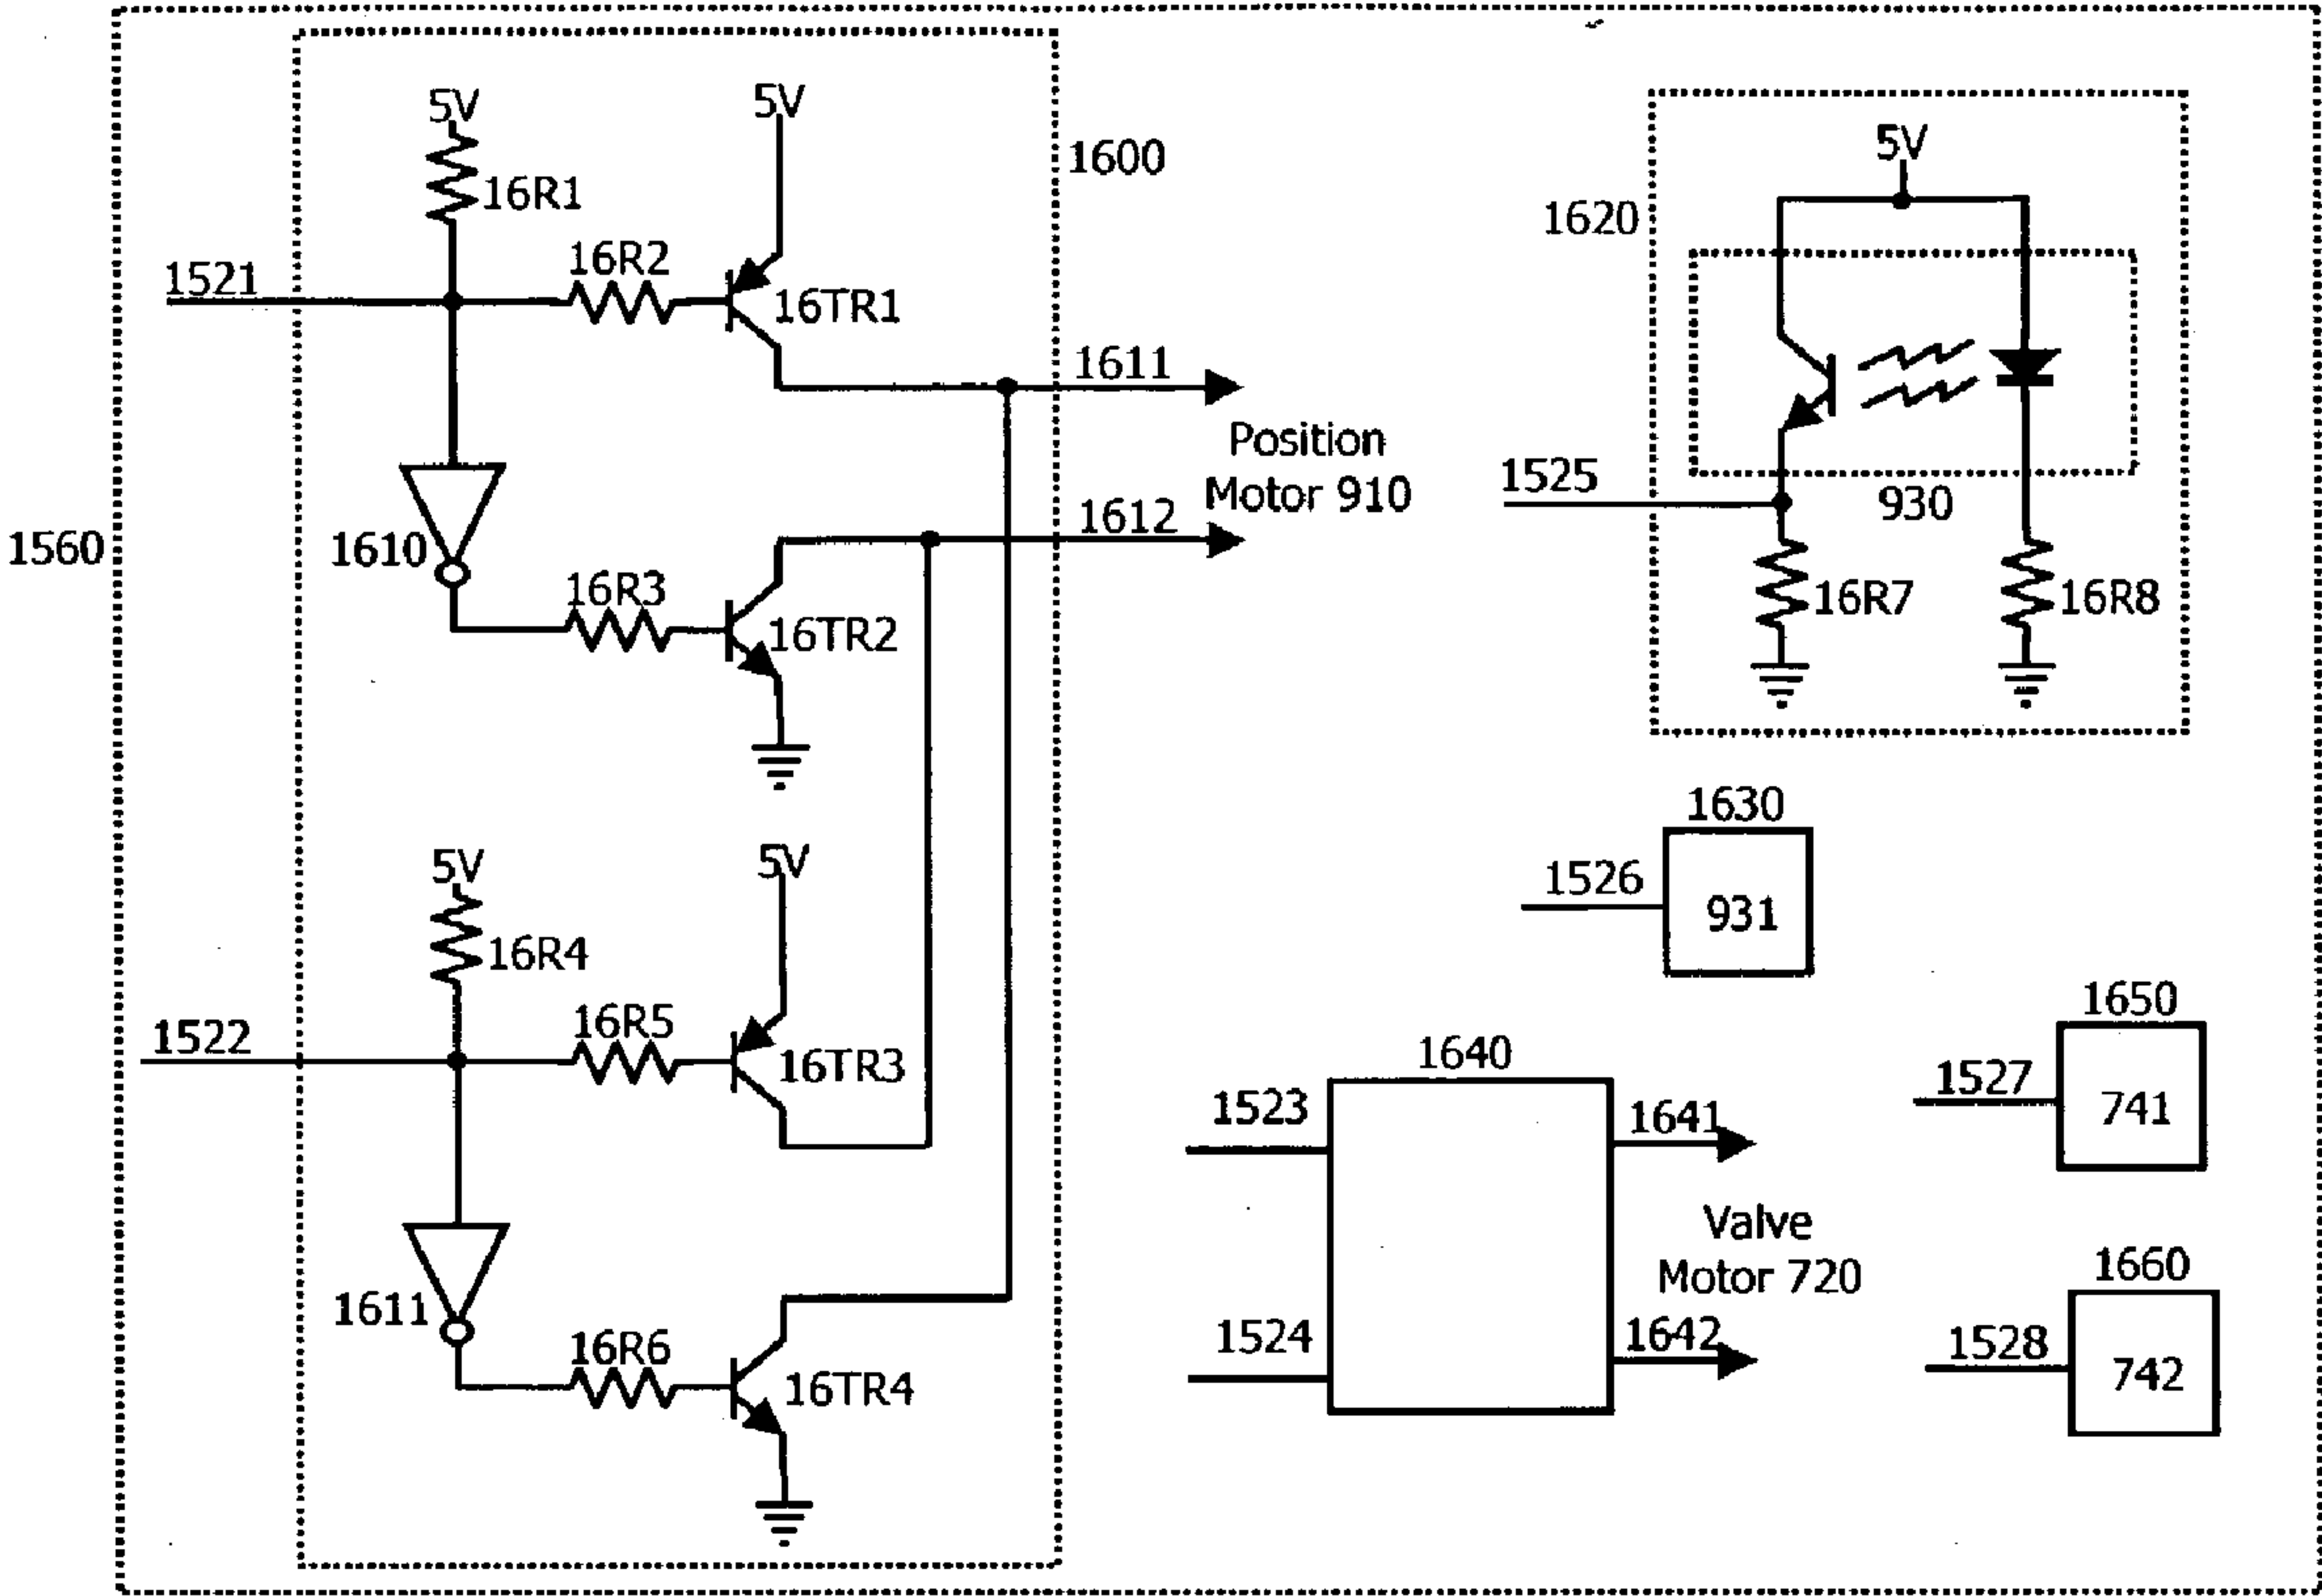 5V
5V
1600
16R1
5V
1620
16R2
1521
16TR1
1611
Position
Motor 910
1525
930
1612
1560
1610
16R3
16R7
16R8
16TR2
1630
5V
5V
1526
931
16R4
1650
1522
16R5
1640
16TR3
1523
1527
741
1641
Valve
Motor 720
1660
1611
1524
1642
1528
16R6
742
16TR4